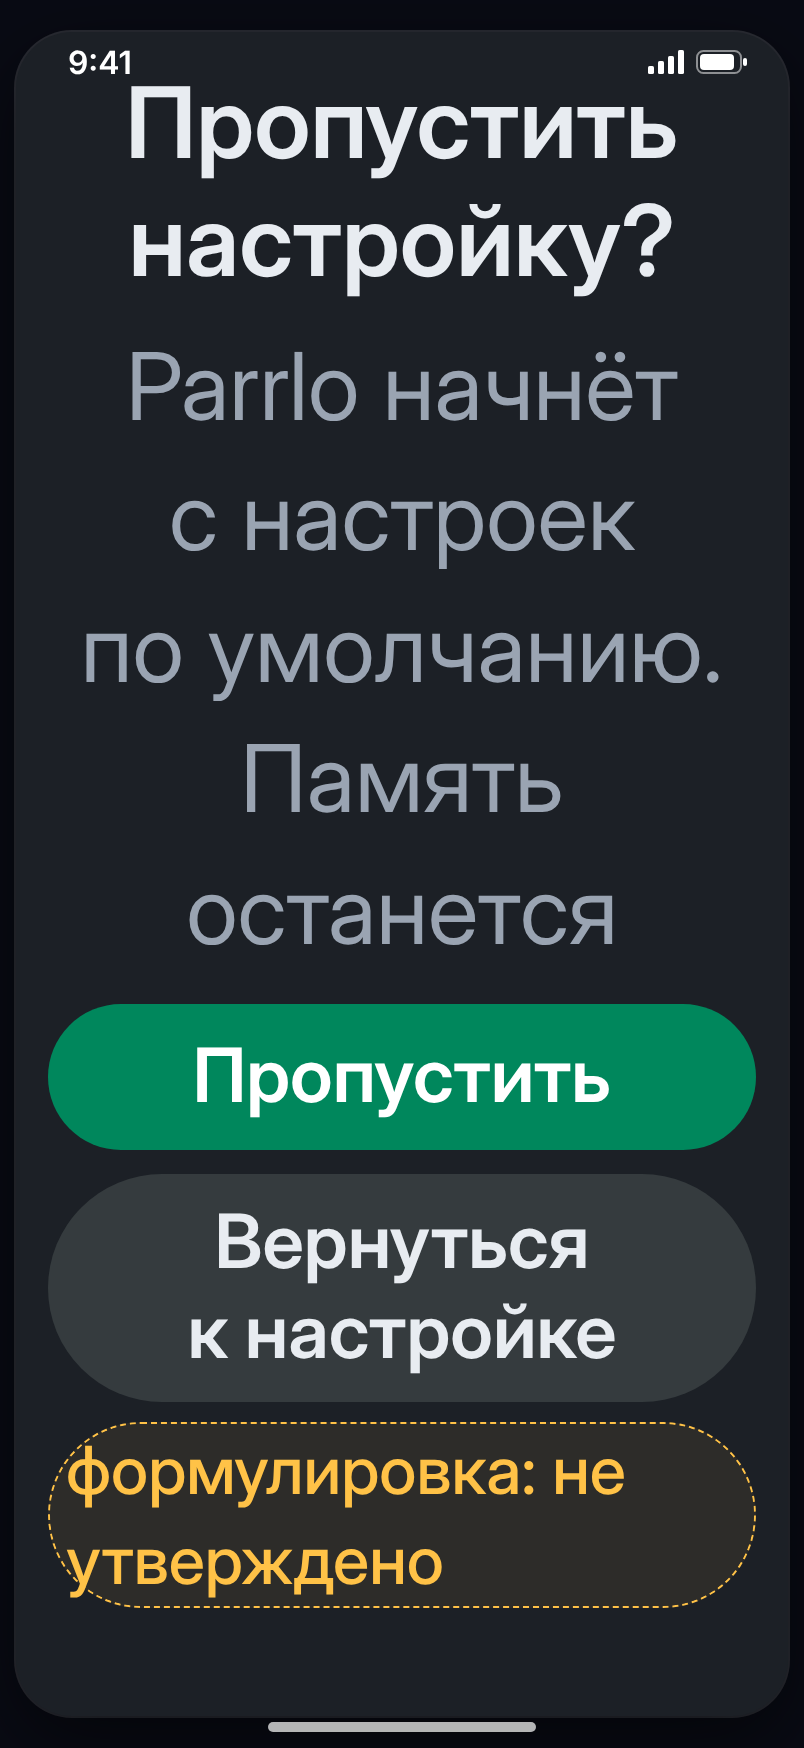 9:41
Пропустить
настройку?
Parrlo начнёт
с настроек
по умолчанию.
Память
останется
Пропустить
Вернуться
к настройке
формулировка: не
утверждено